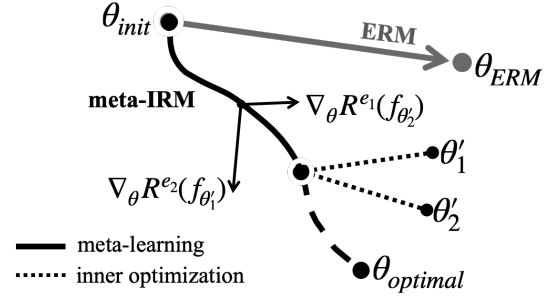 θinit
ERM
θERM
meta-IRM
∇θRᵉ¹(fθ′₂)
θ′₁
∇θRᵉ²(fθ′₁)
θ′₂
meta-learning
inner optimization
θoptimal